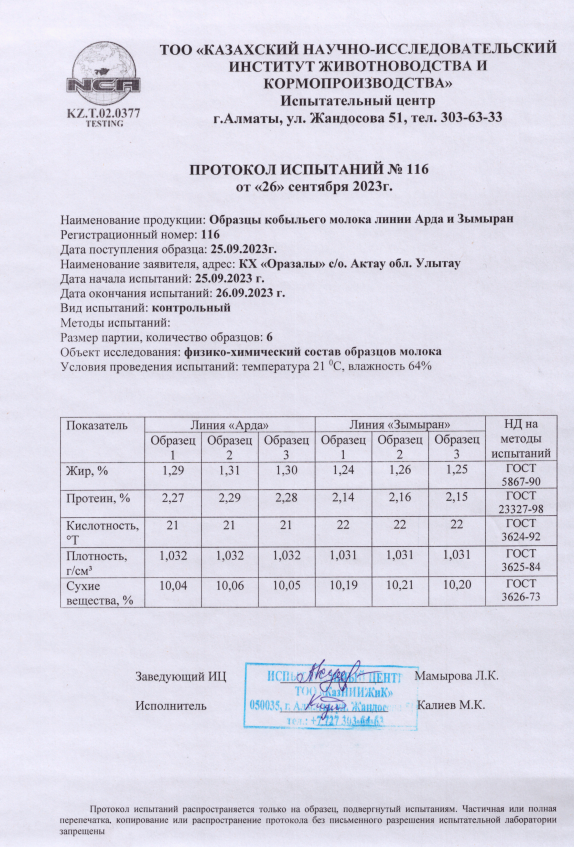 ТОО «КАЗАХСКИЙ НАУЧНО-ИССЛЕДОВАТЕЛЬСКИЙ
ИНСТИТУТ ЖИВОТНОВОДСТВА И
КОРМОПРОИЗВОДСТВА»
Испытательный центр
г.Алматы, ул. Жандосова 51, тел. 303-63-33
NCA
KZ.T.02.0377
TESTING
ПРОТОКОЛ ИСПЫТАНИЙ № 116
от «26» сентября 2023г.
Наименование продукции: Образцы кобыльего молока линии Арда и Зымыран
Регистрационный номер: 116
Дата поступления образца: 25.09.2023г.
Наименование заявителя, адрес: КХ «Оразалы» с/о. Актау обл. Улытау
Дата начала испытаний: 25.09.2023 г.
Дата окончания испытаний: 26.09.2023 г.
Вид испытаний: контрольный
Методы испытаний:
Размер партии, количество образцов: 6
Объект исследования: физико-химический состав образцов молока
Условия проведения испытаний: температура 21 ⁰С, влажность 64%
Показатель Линия «Арда» Линия «Зымыран» НД на методы испытаний
Образец 1 Образец 2 Образец 3 Образец 1 Образец 2 Образец 3
Жир, % 1,29 1,31 1,30 1,24 1,26 1,25 ГОСТ 5867-90
Протеин, % 2,27 2,29 2,28 2,14 2,16 2,15 ГОСТ 23327-98
Кислотность, °Т 21 21 21 22 22 22 ГОСТ 3624-92
Плотность, г/см³ 1,032 1,032 1,032 1,031 1,031 1,031 ГОСТ 3625-84
Сухие вещества, % 10,04 10,06 10,05 10,19 10,21 10,20 ГОСТ 3626-73
Заведующий ИЦ Мамырова Л.К.
Исполнитель Калиев М.К.
ЦЕНТР
ТОО «КазНИИЖиК»
050035, г. Жандосова
тел.: +7 727 303-64-63
Протокол испытаний распространяется только на образец, подвергнутый испытаниям. Частичная или полная
перепечатка, копирование или распространение протокола без письменного разрешения испытательной лаборатории
запрещены